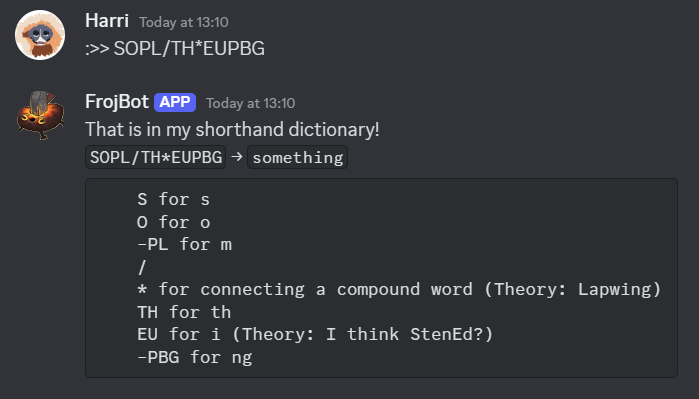 Harri Today at 13:10
:>> SOPL/TH*EUPBG
FrojBot APP Today at 13:10
That is in my shorthand dictionary!
SOPL/TH*EUPBG → something
S for s
O for o
-PL for m
/
* for connecting a compound word (Theory: Lapwing)
TH for th
EU for i (Theory: I think StenEd?)
-PBG for ng